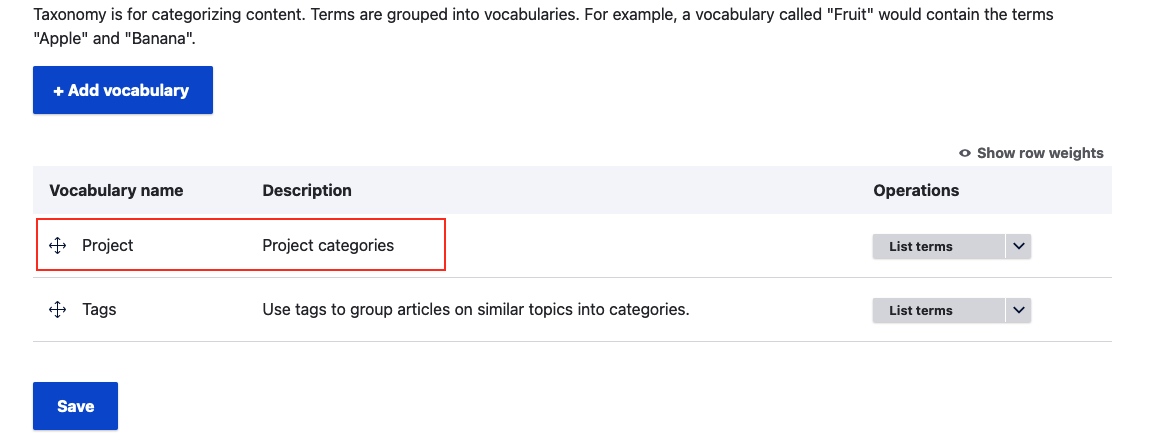 Taxonomy is for categorizing content. Terms are grouped into vocabularies. For example, a vocabulary called "Fruit" would contain the terms
"Apple" and "Banana".
+ Add vocabulary
Show row weights
Vocabulary name Description Operations
Project Project categories List terms
Tags Use tags to group articles on similar topics into categories. List terms
Save